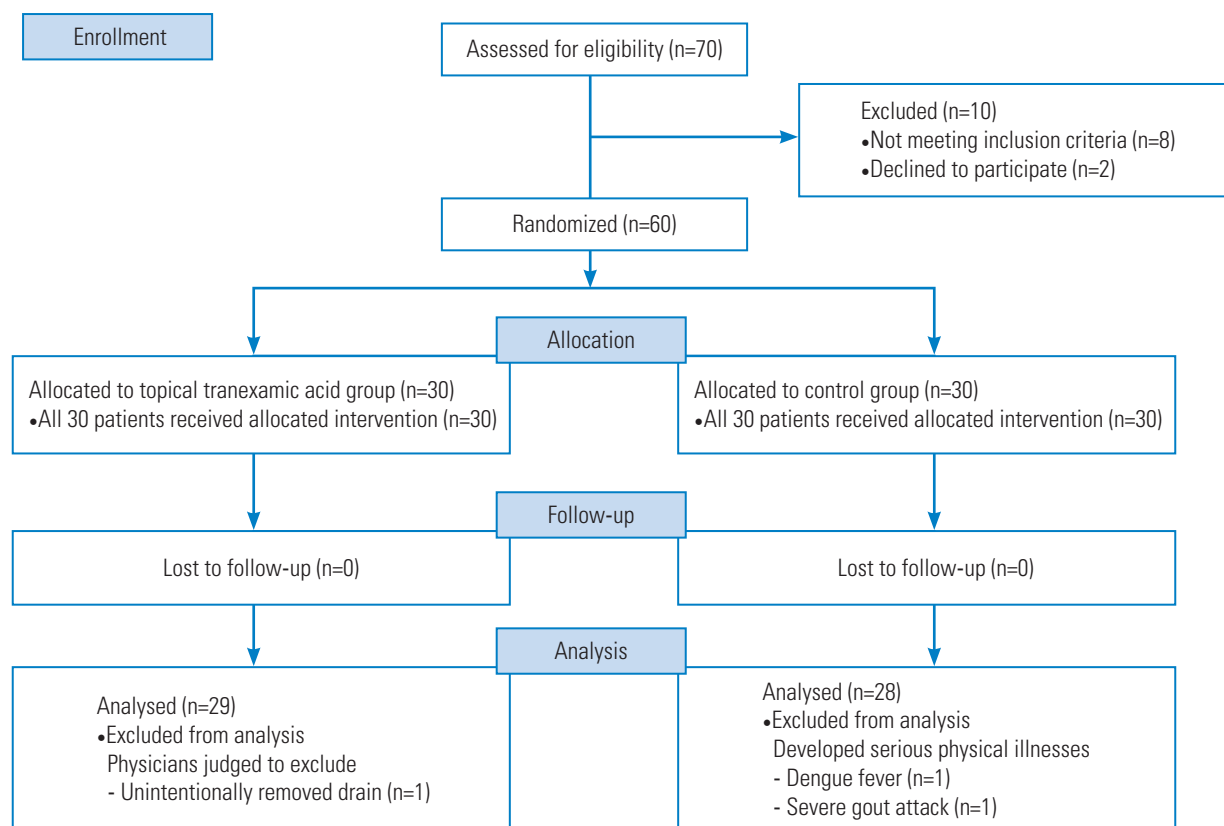 Enrollment
Assessed for eligibility (n=70)
Excluded (n=10)
•Not meeting inclusion criteria (n=8)
•Declined to participate (n=2)
Randomized (n=60)
Allocation
Allocated to topical tranexamic acid group (n=30)
•All 30 patients received allocated intervention (n=30)
Allocated to control group (n=30)
•All 30 patients received allocated intervention (n=30)
Follow-up
Lost to follow-up (n=0)
Lost to follow-up (n=0)
Analysis
Analysed (n=29)
•Excluded from analysis
Physicians judged to exclude
- Unintentionally removed drain (n=1)
Analysed (n=28)
•Excluded from analysis
Developed serious physical illnesses
- Dengue fever (n=1)
- Severe gout attack (n=1)